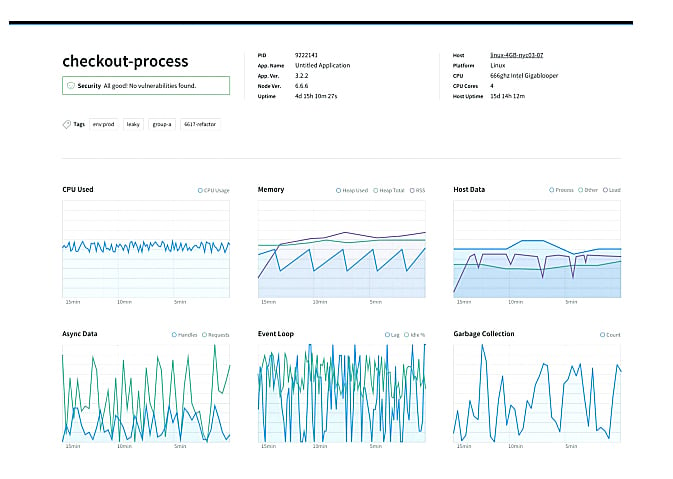 checkout-process
Security All good! No vulnerabilities found.
Tags env:prod leaky group-a 6617-refactor
PID 9222141
App. Name Untitled Application
App. Ver. 3.2.2
Node Ver. 6.6.6
Uptime 4d 15h 10m 27s
Host linux-4GB-nyc03-07
Platform Linux
CPU 666ghz Intel Gigablooper
CPU Cores 4
Host Uptime 15d 14h 12m
CPU Used CPU Usage
15min 10min 5min
Memory Heap Used Heap Total RSS
15min 10min 5min
Host Data Process Other Load
15min 10min 5min
Async Data Handles Requests
15min 10min 5min
Event Loop Lag Idle %
15min 10min 5min
Garbage Collection Count
15min 10min 5min